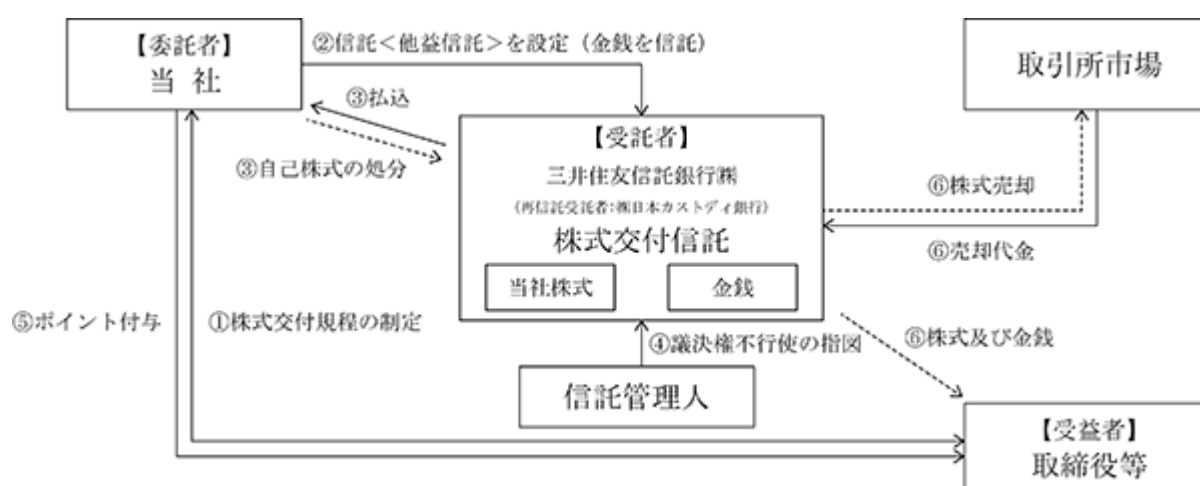 【委託者】
当 社
②信託<他益信託>を設定(金銭を信託)
取引所市場
③払込
③自己株式の処分
【受託者】
三井住友信託銀行㈱
(再信託受託者:㈱日本カストディ銀行)
株式交付信託
当社株式
金銭
⑥株式売却
⑥売却代金
⑤ポイント付与
①株式交付規程の制定
④議決権不行使の指図
⑥株式及び金銭
信託管理人
【受益者】
取締役等